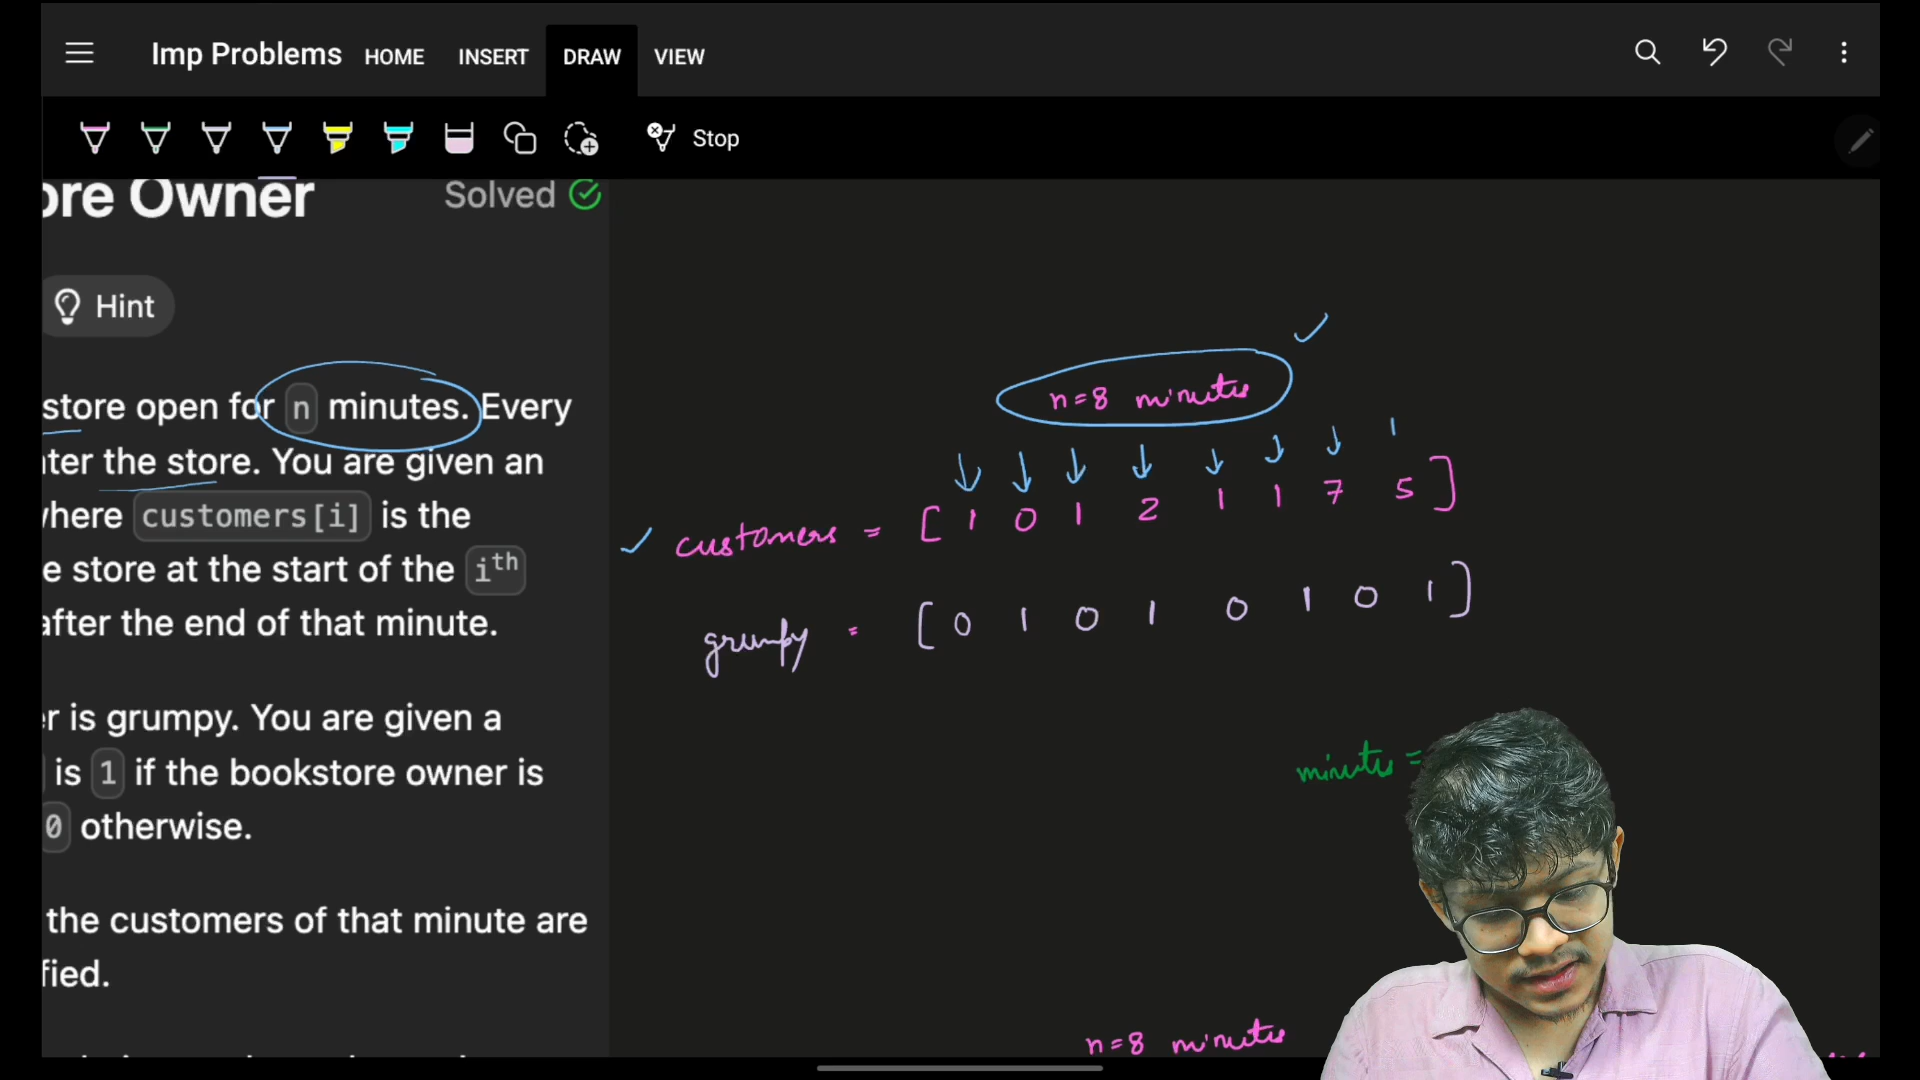 Imp Problems HOME INSERT DRAW VIEW
Stop
ore Owner Solved
Hint
store open for n minutes. Every
ter the store. You are given an
where customers[i] is the
e store at the start of the ith
after the end of that minute.
er is grumpy. You are given a
is 1 if the bookstore owner is
0 otherwise.
the customers of that minute are
fied.
n=8 minutes
customers = [ 1 0 1 2 1 1 7 5 ]
grumpy = [ 0 1 0 1 0 1 0 1 ]
minutes =
n=8 minutes